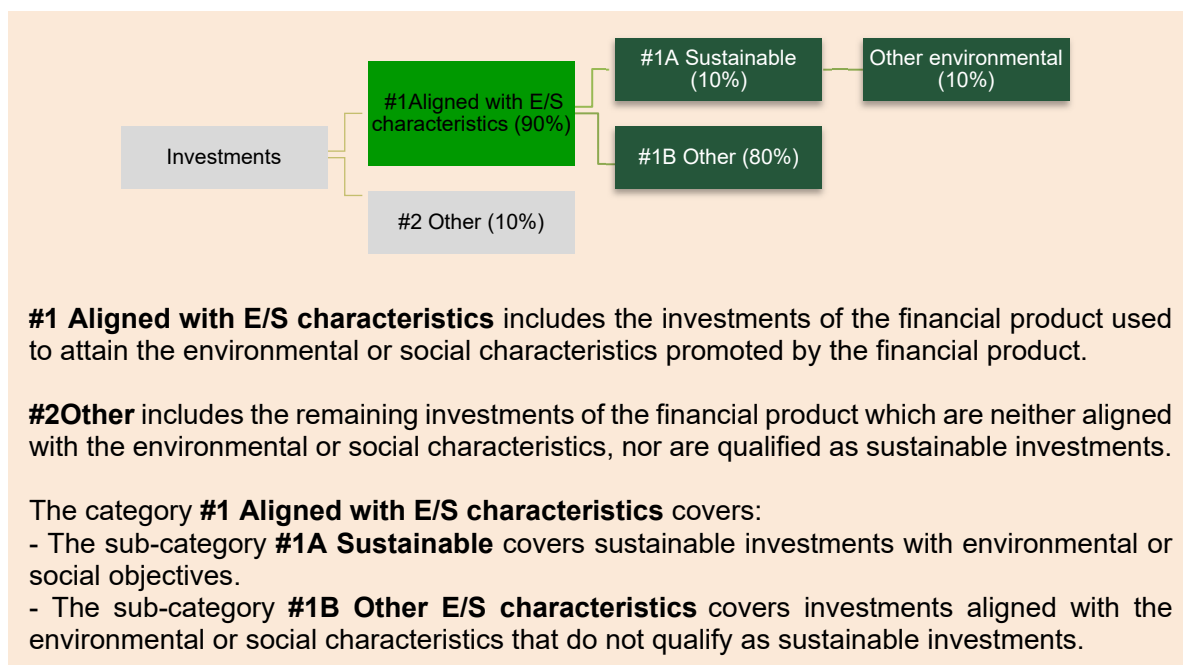 #1A Sustainable
(10%)
Other environmental
(10%)
#1Aligned with E/S
characteristics (90%)
Investments
#1B Other (80%)
#2 Other (10%)
#1 Aligned with E/S characteristics includes the investments of the financial product used
to attain the environmental or social characteristics promoted by the financial product.
#2Other includes the remaining investments of the financial product which are neither aligned
with the environmental or social characteristics, nor are qualified as sustainable investments.
The category #1 Aligned with E/S characteristics covers:
- The sub-category #1A Sustainable covers sustainable investments with environmental or
social objectives.
- The sub-category #1B Other E/S characteristics covers investments aligned with the
environmental or social characteristics that do not qualify as sustainable investments.